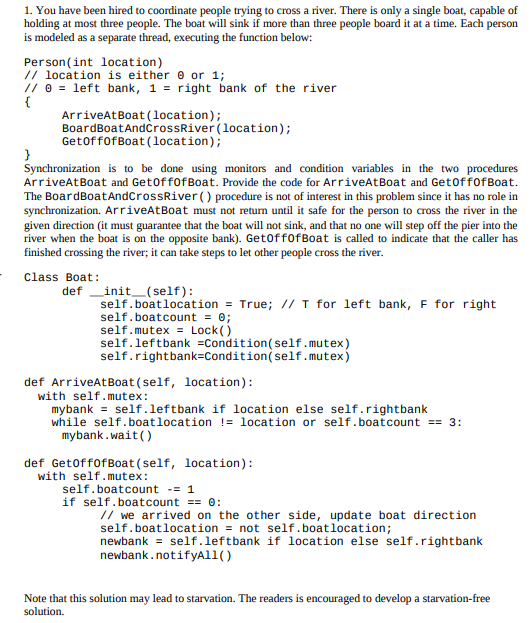 1. You have been hired to coordinate people trying to cross a river. There is only a single boat, capable of
holding at most three people. The boat will sink if more than three people board it at a time. Each person
is modeled as a separate thread, executing the function below:
Person(int location)
// location is either 0 or 1;
// 0 = left bank, 1 = right bank of the river
{
ArriveAtBoat(location);
BoardBoatAndCrossRiver(location);
GetOffOfBoat(location);
}
Synchronization is to be done using monitors and condition variables in the two procedures
ArriveAtBoat and GetOffOfBoat. Provide the code for ArriveAtBoat and GetOffOfBoat.
The BoardBoatAndCrossRiver() procedure is not of interest in this problem since it has no role in
synchronization. ArriveAtBoat must not return until it safe for the person to cross the river in the
given direction (it must guarantee that the boat will not sink, and that no one will step off the pier into the
river when the boat is on the opposite bank). GetOffOfBoat is called to indicate that the caller has
finished crossing the river; it can take steps to let other people cross the river.
Class Boat:
def __init__(self):
self.boatlocation = True; // T for left bank, F for right
self.boatcount = 0;
self.mutex = Lock()
self.leftbank =Condition(self.mutex)
self.rightbank=Condition(self.mutex)
def ArriveAtBoat(self, location):
with self.mutex:
mybank = self.leftbank if location else self.rightbank
while self.boatlocation != location or self.boatcount == 3:
mybank.wait()
def GetOffOfBoat(self, location):
with self.mutex:
self.boatcount -= 1
if self.boatcount == 0:
// we arrived on the other side, update boat direction
self.boatlocation = not self.boatlocation;
newbank = self.leftbank if location else self.rightbank
newbank.notifyAll()
Note that this solution may lead to starvation. The readers is encouraged to develop a starvation-free
solution.